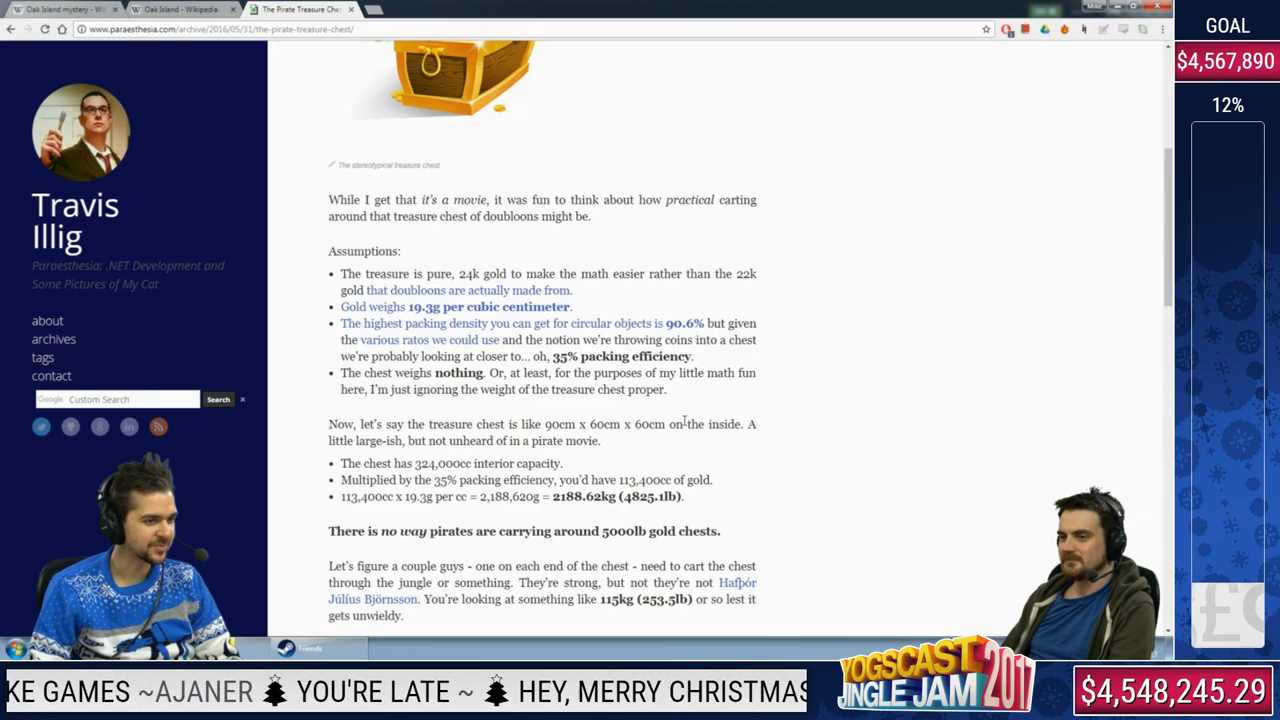 Oak Island mystery - Wi
Oak Island - Wikipedia
The Pirate Treasure Ches
Mike
www.paraesthesia.com/archive/2016/05/31/the-pirate-treasure-chest/
The stereotypical treasure chest
Travis
Illig
Paraesthesia: .NET Development and
Some Pictures of My Cat
about
archives
tags
contact
Google Custom Search
Search
While I get that it's a movie, it was fun to think about how practical carting
around that treasure chest of doubloons might be.
Assumptions:
• The treasure is pure, 24k gold to make the math easier rather than the 22k
gold that doubloons are actually made from.
• Gold weighs 19.3g per cubic centimeter.
• The highest packing density you can get for circular objects is 90.6% but given
the various ratos we could use and the notion we're throwing coins into a chest
we're probably looking at closer to... oh, 35% packing efficiency.
• The chest weighs nothing. Or, at least, for the purposes of my little math fun
here, I'm just ignoring the weight of the treasure chest proper.
Now, let's say the treasure chest is like 90cm x 60cm x 60cm on the inside. A
little large-ish, but not unheard of in a pirate movie.
• The chest has 324,000cc interior capacity.
• Multiplied by the 35% packing efficiency, you'd have 113,400cc of gold.
• 113,400cc x 19.3g per cc = 2,188,620g = 2188.62kg (4825.1lb).
There is no way pirates are carrying around 5000lb gold chests.
Let's figure a couple guys - one on each end of the chest - need to cart the chest
through the jungle or something. They're strong, but not they're not Hafþór
Júlíus Björnsson. You're looking at something like 115kg (253.5lb) or so lest it
gets unwieldy.
Friends
GOAL
$4,567,890
12%
£
KE GAMES ~AJANER YOU'RE LATE ~ HEY, MERRY CHRISTMAS
YOGSCAST
JINGLE JAM 2017
$4,548,245.29